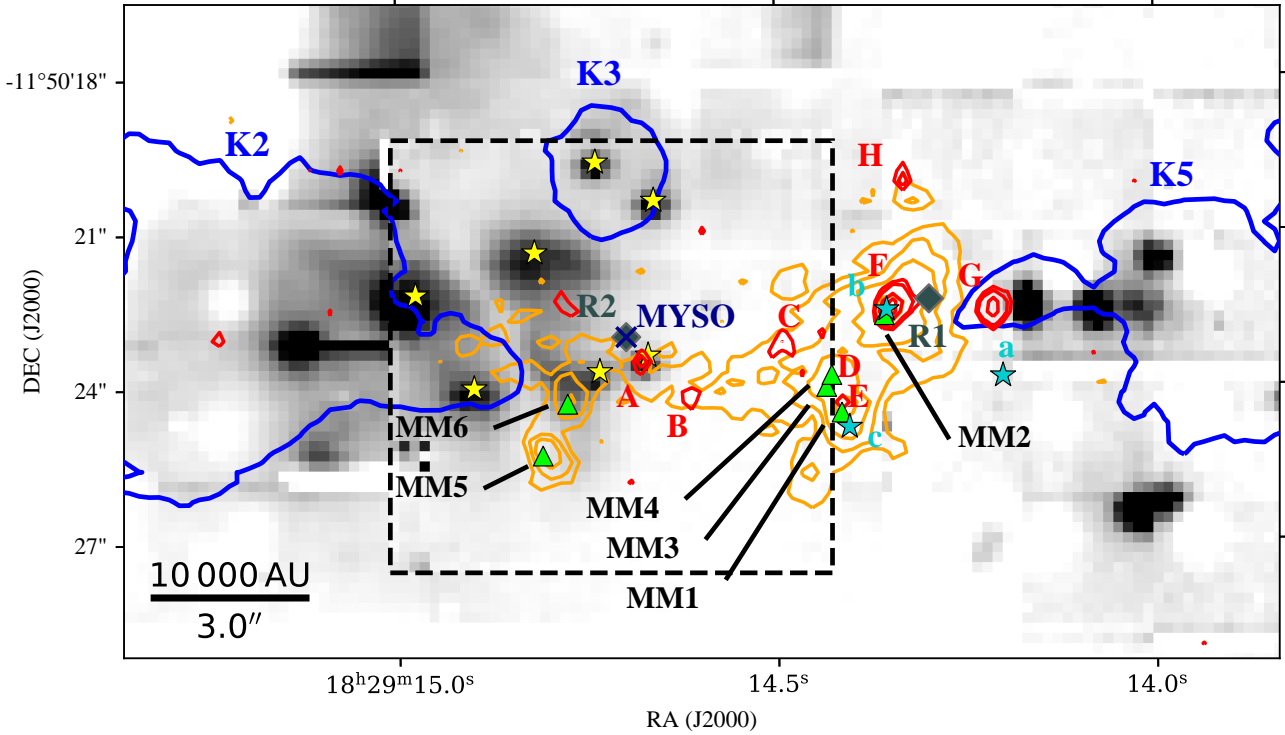 K3
-11°50'18"
K2
H
K5
21"
F
G
b
R2
MYSO
C
R1
a
DEC (J2000)
D
24"
A
E
B
MM6
c
MM2
MM5
MM4
27"
MM3
10 000 AU
MM1
3.0″
18ʰ29ᵐ15.0ˢ
14.5ˢ
14.0ˢ
RA (J2000)